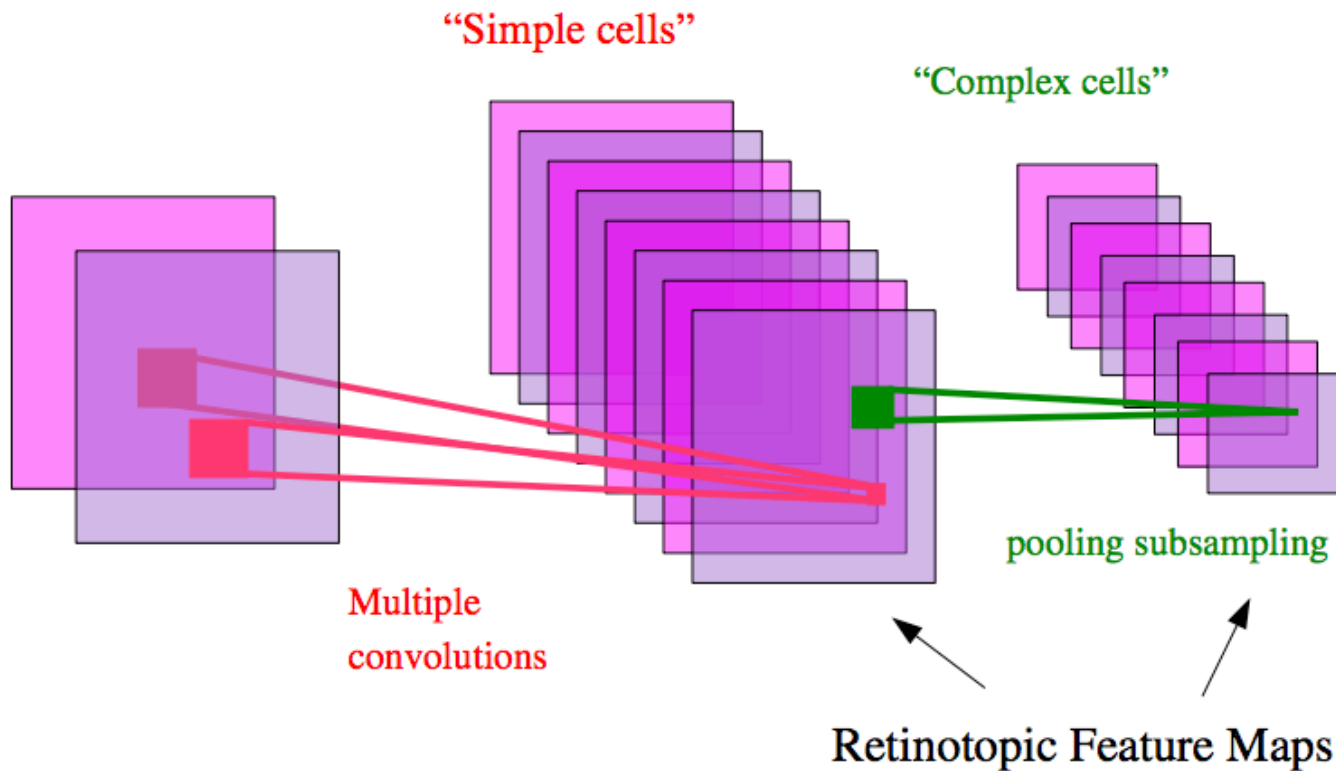 “Simple cells”
“Complex cells”
pooling subsampling
Multiple
convolutions
Retinotopic Feature Maps